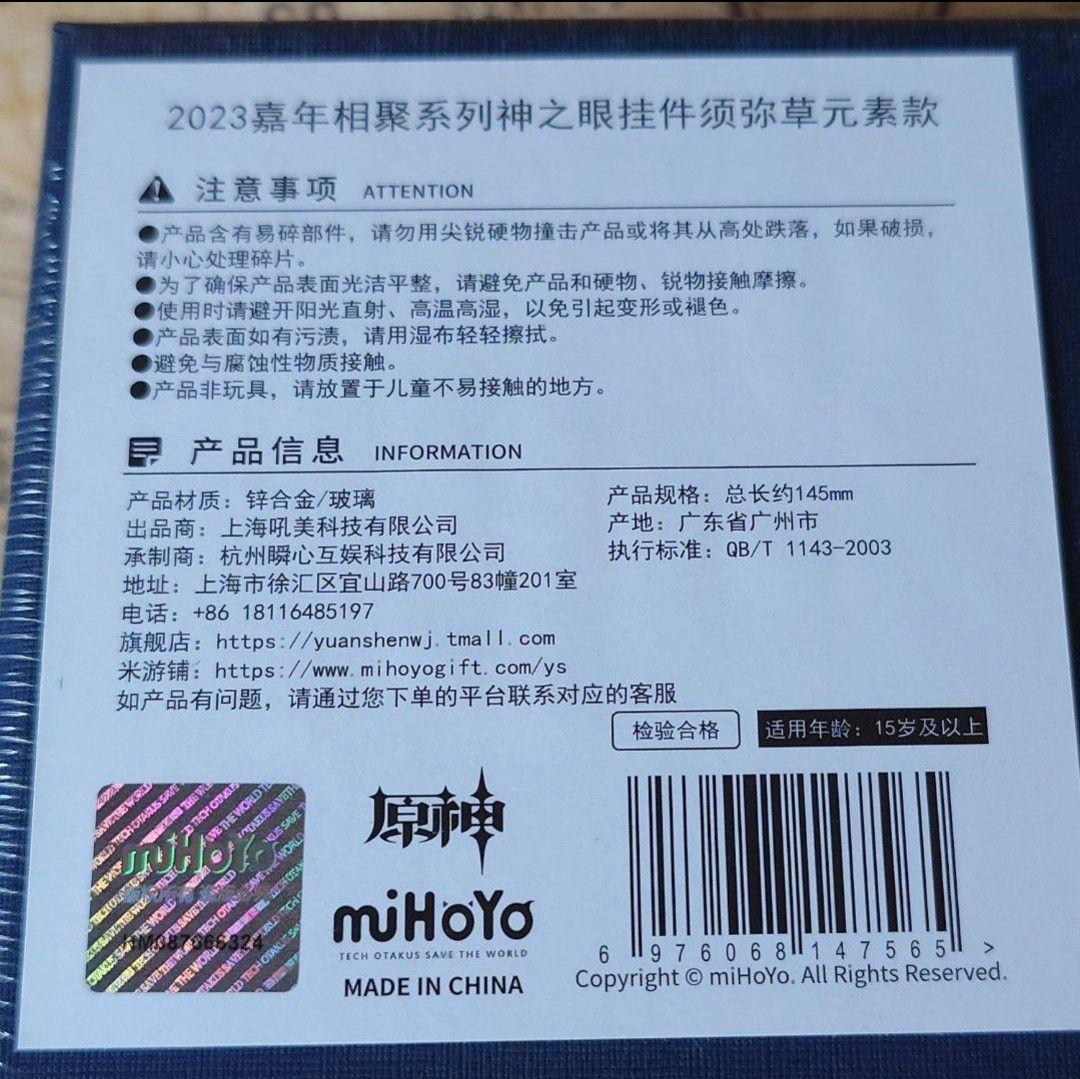 2023嘉年相聚系列神之眼挂件须弥草元素款
注意事项 ATTENTION
●产品含有易碎部件，请勿用尖锐硬物撞击产品或将其从高处跌落，如果破损，
请小心处理碎片。
●为了确保产品表面光洁平整，请避免产品和硬物、锐物接触摩擦。
●使用时请避开阳光直射、高温高湿，以免引起变形或褪色。
●产品表面如有污渍，请用湿布轻轻擦拭。
●避免与腐蚀性物质接触。
●产品非玩具，请放置于儿童不易接触的地方。
产品信息 INFORMATION
产品材质：锌合金/玻璃
产品规格：总长约145mm
出品商：上海吼美科技有限公司
产地：广东省广州市
承制商：杭州瞬心互娱科技有限公司
执行标准：QB/T 1143-2003
地址：上海市徐汇区宜山路700号83幢201室
电话：+86 18116485197
旗舰店：https://yuanshenwj.tmall.com
米游铺：https://www.mihoyogift.com/ys
如产品有问题，请通过您下单的平台联系对应的客服
检验合格
适用年龄：15岁及以上
miHoYo
HM087066324
原神
miHoYo
TECH OTAKUS SAVE THE WORLD
MADE IN CHINA
6 976068 147565 >
Copyright © miHoYo. All Rights Reserved.